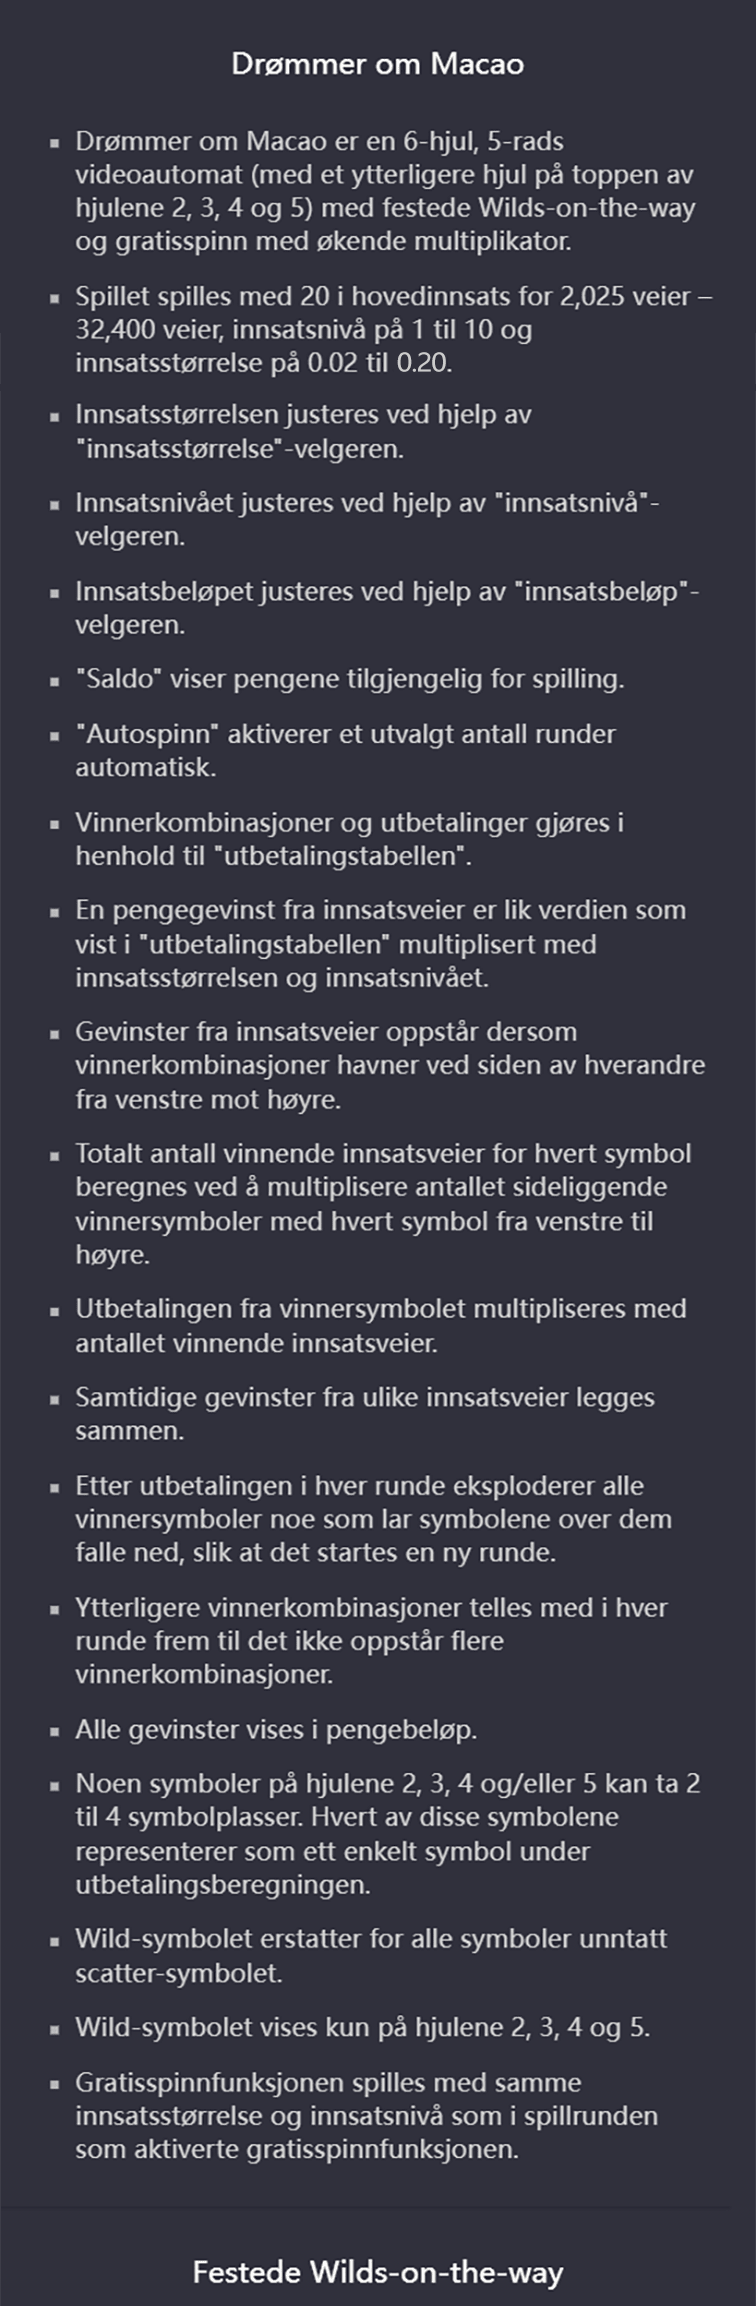 Drømmer om Macao
▪ Drømmer om Macao er en 6-hjul, 5-rads
videoautomat (med et ytterligere hjul på toppen av
hjulene 2, 3, 4 og 5) med festede Wilds-on-the-way
og gratisspinn med økende multiplikator.
▪ Spillet spilles med 20 i hovedinnsats for 2,025 veier –
32,400 veier, innsatsnivå på 1 til 10 og
innsatsstørrelse på 0.02 til 0.20.
▪ Innsatsstørrelsen justeres ved hjelp av
"innsatsstørrelse"-velgeren.
▪ Innsatsnivået justeres ved hjelp av "innsatsnivå"-
velgeren.
▪ Innsatsbeløpet justeres ved hjelp av "innsatsbeløp"-
velgeren.
▪ "Saldo" viser pengene tilgjengelig for spilling.
▪ "Autospinn" aktiverer et utvalgt antall runder
automatisk.
▪ Vinnerkombinasjoner og utbetalinger gjøres i
henhold til "utbetalingstabellen".
▪ En pengegevinst fra innsatsveier er lik verdien som
vist i "utbetalingstabellen" multiplisert med
innsatsstørrelsen og innsatsnivået.
▪ Gevinster fra innsatsveier oppstår dersom
vinnerkombinasjoner havner ved siden av hverandre
fra venstre mot høyre.
▪ Totalt antall vinnende innsatsveier for hvert symbol
beregnes ved å multiplisere antallet sideliggende
vinnersymboler med hvert symbol fra venstre til
høyre.
▪ Utbetalingen fra vinnersymbolet multipliseres med
antallet vinnende innsatsveier.
▪ Samtidige gevinster fra ulike innsatsveier legges
sammen.
▪ Etter utbetalingen i hver runde eksploderer alle
vinnersymboler noe som lar symbolene over dem
falle ned, slik at det startes en ny runde.
▪ Ytterligere vinnerkombinasjoner telles med i hver
runde frem til det ikke oppstår flere
vinnerkombinasjoner.
▪ Alle gevinster vises i pengebeløp.
▪ Noen symboler på hjulene 2, 3, 4 og/eller 5 kan ta 2
til 4 symbolplasser. Hvert av disse symbolene
representerer som ett enkelt symbol under
utbetalingsberegningen.
▪ Wild-symbolet erstatter for alle symboler unntatt
scatter-symbolet.
▪ Wild-symbolet vises kun på hjulene 2, 3, 4 og 5.
▪ Gratisspinnfunksjonen spilles med samme
innsatsstørrelse og innsatsnivå som i spillrunden
som aktiverte gratisspinnfunksjonen.
Festede Wilds-on-the-way